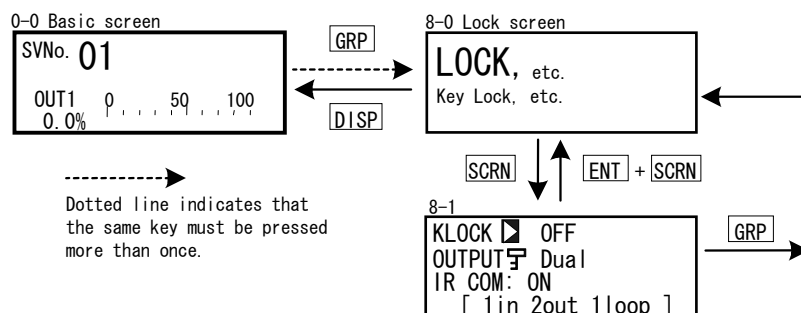 0-0 Basic screen
SVNo. 01
OUT1 0 50 100
0.0%
GRP
DISP
8-0 Lock screen
LOCK, etc.
Key Lock, etc.
Dotted line indicates that
the same key must be pressed
more than once.
SCRN
ENT + SCRN
8-1
KLOCK OFF
OUTPUT Dual
IR COM: ON
[ 1in 2out 1loop ]
GRP